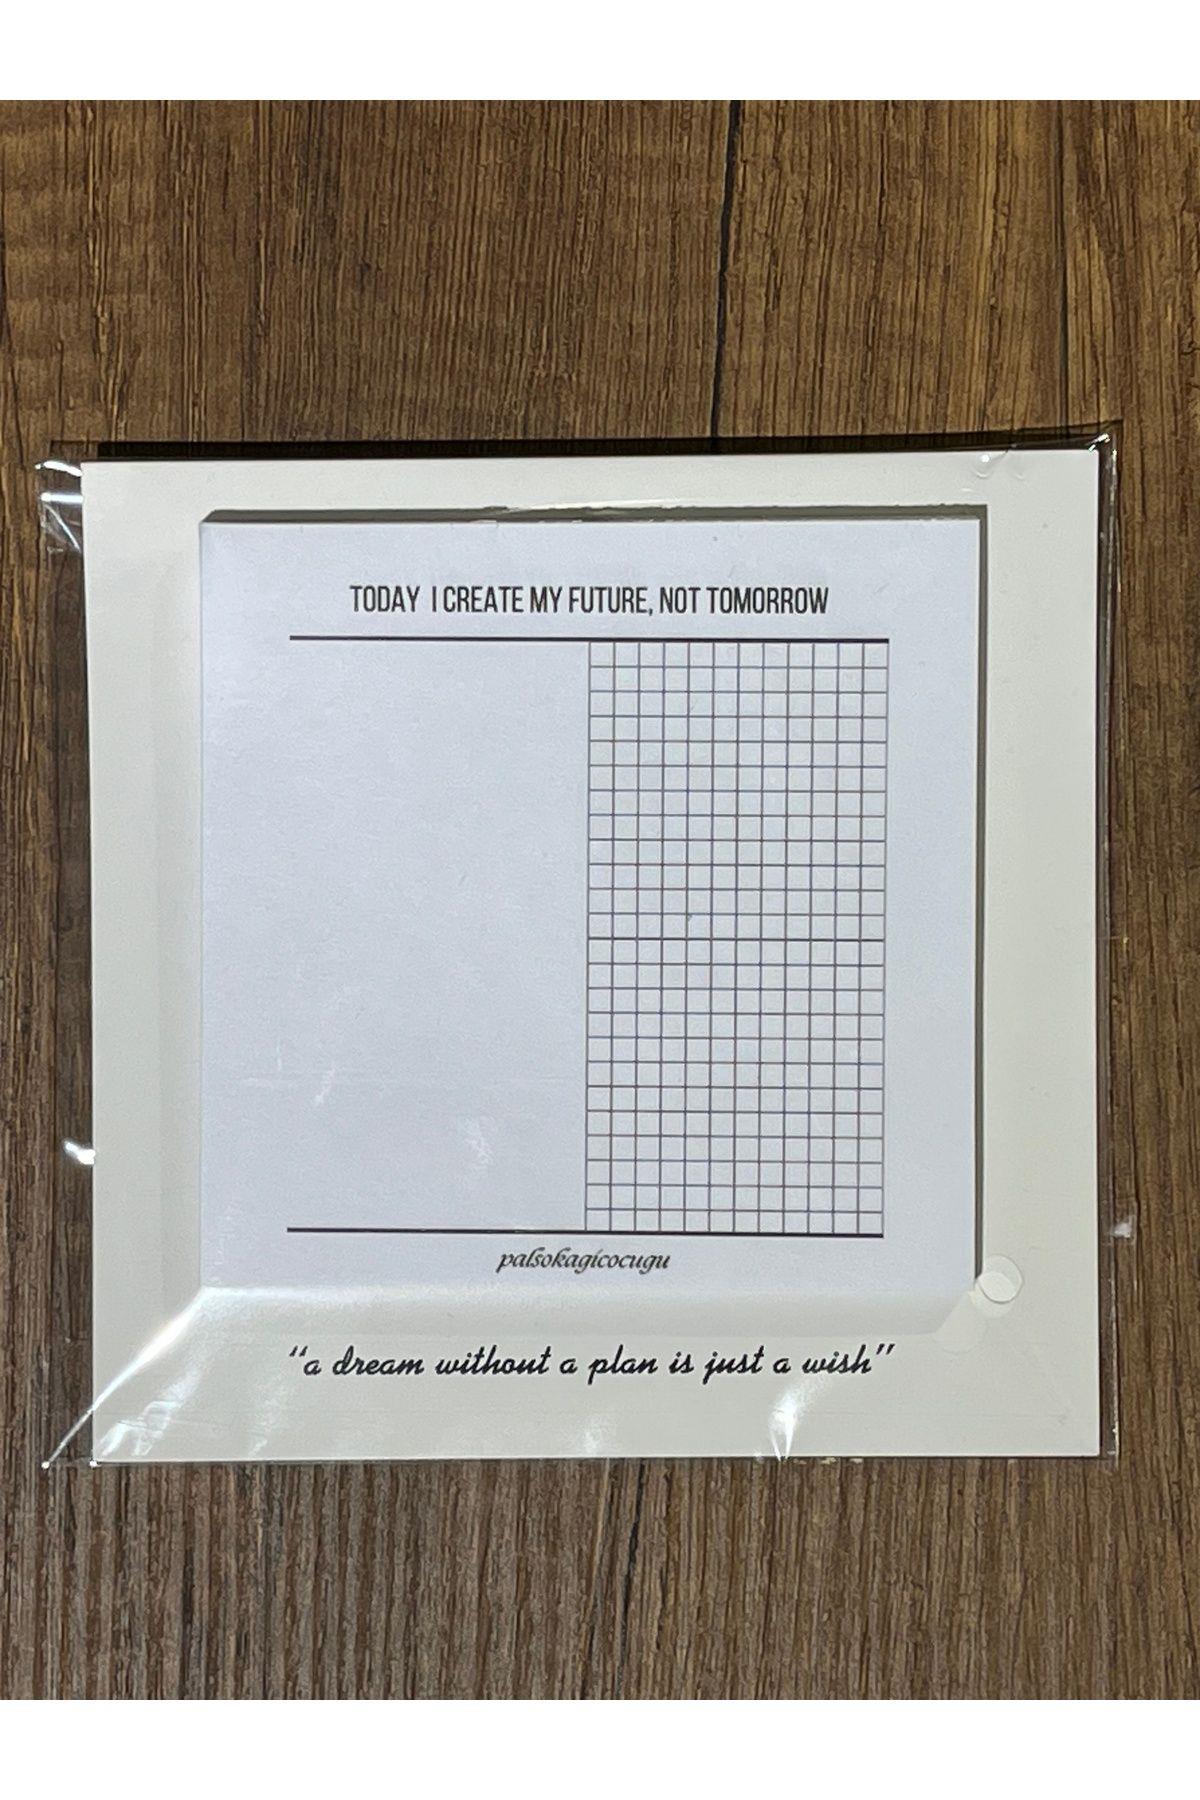 TODAY I CREATE MY FUTURE, NOT TOMORROW
palsokagicocugu
"a dream without a plan is just a wish"